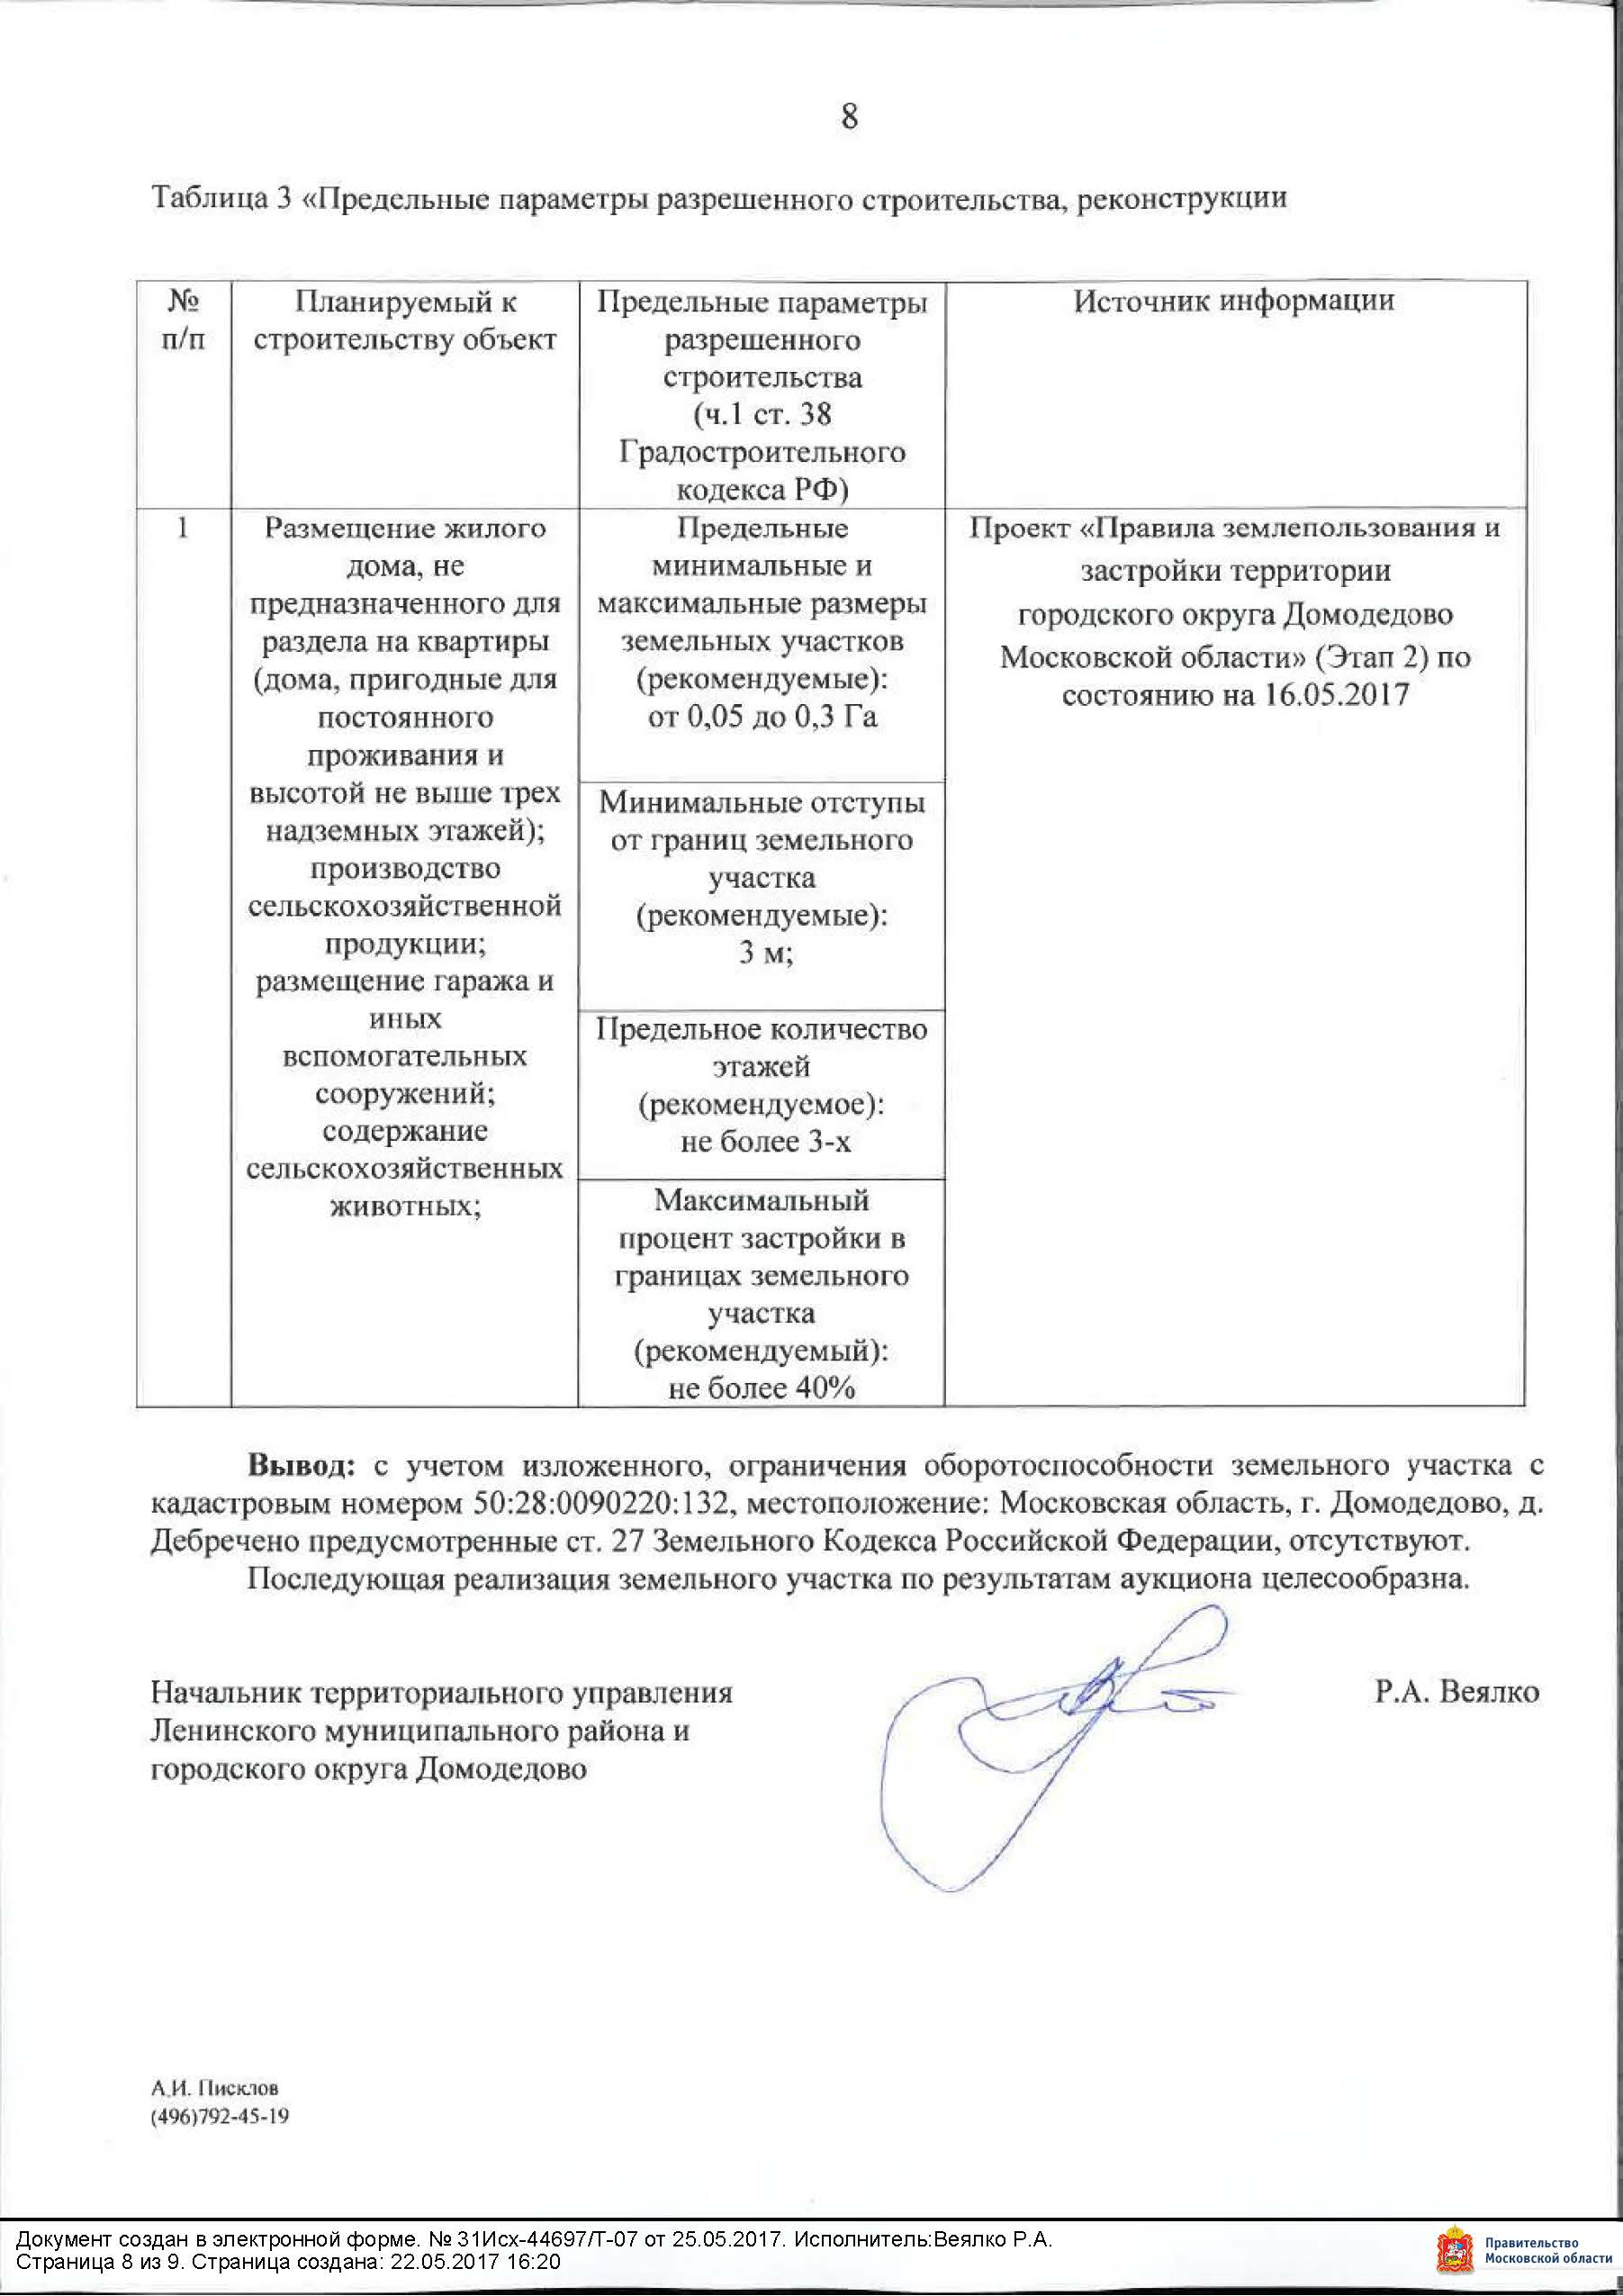 8
Таблица 3 «Предельные параметры разрешенного строительства, реконструкции
№
п/п
Планируемый к
строительству объект
Предельные параметры
разрешенного
строительства
(ч.1 ст. 38
Градостроительного
кодекса РФ)
Источник информации
1
Размещение жилого
дома, не
предназначенного для
раздела на квартиры
(дома, пригодные для
постоянного
проживания и
высотой не выше трех
надземных этажей);
производство
сельскохозяйственной
продукции;
размещение гаража и
иных
вспомогательных
сооружений;
содержание
сельскохозяйственных
животных;
Предельные
минимальные и
максимальные размеры
земельных участков
(рекомендуемые):
от 0,05 до 0,3 Га
Минимальные отступы
от границ земельного
участка
(рекомендуемые):
3 м;
Предельное количество
этажей
(рекомендуемое):
не более 3-х
Максимальный
процент застройки в
границах земельного
участка
(рекомендуемый):
не более 40%
Проект «Правила землепользования и
застройки территории
городского округа Домодедово
Московской области» (Этап 2) по
состоянию на 16.05.2017
Вывод: с учетом изложенного, ограничения оборотоспособности земельного участка с
кадастровым номером 50:28:0090220:132, местоположение: Московская область, г. Домодедово, д.
Дебречено предусмотренные ст. 27 Земельного Кодекса Российской Федерации, отсутствуют.
Последующая реализация земельного участка по результатам аукциона целесообразна.
Начальник территориального управления
Ленинского муниципального района и
городского округа Домодедово
Р.А. Веялко
А.И. Писклов
(496)792-45-19
Документ создан в электронной форме. № 31Исх-44697/Т-07 от 25.05.2017. Исполнитель:Веялко Р.А.
Страница 8 из 9. Страница создана: 22.05.2017 16:20
Правительство
Московской области